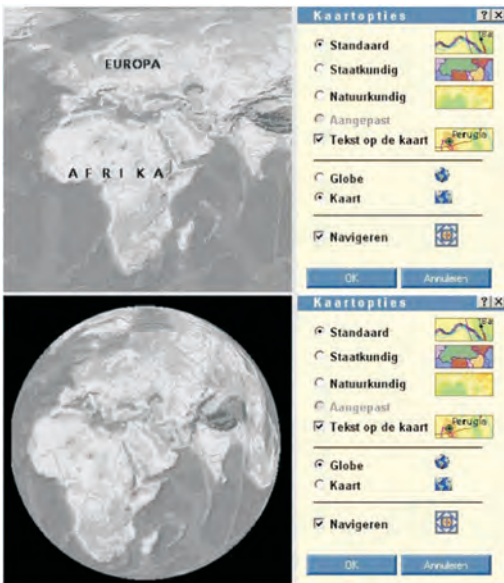 EUROPA
AFRIKA
Kaartopties
Standaard
Staatkundig
Natuurkundig
Aangepast
Tekst op de kaart
Perugia
Globe
Kaart
Navigeren
OK Annuleren
Kaartopties
Standaard
Staatkundig
Natuurkundig
Aangepast
Tekst op de kaart
Perugia
Globe
Kaart
Navigeren
OK Annuleren